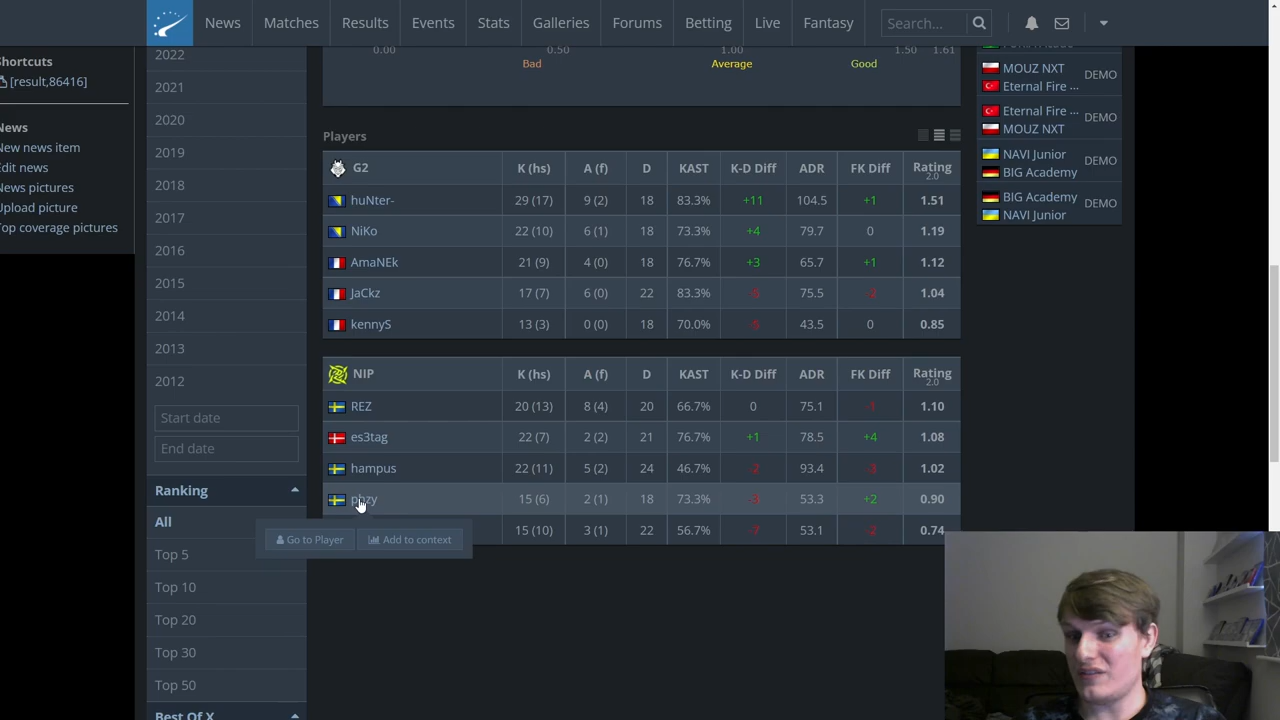 News
Matches
Results
Events
Stats
Galleries
Forums
Betting
Live
Fantasy
Search...
Shortcuts
[result,86416]
News
New news item
Edit news
News pictures
Upload picture
Top coverage pictures
2022
2021
2020
2019
2018
2017
2016
2015
2014
2013
2012
Start date
End date
Ranking
All
Top 5
Top 10
Top 20
Top 30
Top 50
Best Of X
0.00 0.50 1.00 1.50 1.61
Bad Average Good
Players
G2 K (hs) A (f) D KAST K-D Diff ADR FK Diff Rating 2.0
huNter- 29 (17) 9 (2) 18 83.3% +11 104.5 +1 1.51
NiKo 22 (10) 6 (1) 18 73.3% +4 79.7 0 1.19
AmaNEk 21 (9) 4 (0) 18 76.7% +3 65.7 +1 1.12
JaCkz 17 (7) 6 (0) 22 83.3% -5 75.5 -2 1.04
kennyS 13 (3) 0 (0) 18 70.0% -5 43.5 0 0.85
NIP K (hs) A (f) D KAST K-D Diff ADR FK Diff Rating 2.0
REZ 20 (13) 8 (4) 20 66.7% 0 75.1 -1 1.10
es3tag 22 (7) 2 (2) 21 76.7% +1 78.5 +4 1.08
hampus 22 (11) 5 (2) 24 46.7% -2 93.4 -3 1.02
15 (6) 2 (1) 18 73.3% -3 53.3 +2 0.90
15 (10) 3 (1) 22 56.7% -7 53.1 -2 0.74
Go to Player Add to context
MOUZ NXT
Eternal Fire ...
DEMO
Eternal Fire ...
MOUZ NXT
DEMO
NAVI Junior
BIG Academy
DEMO
BIG Academy
NAVI Junior
DEMO